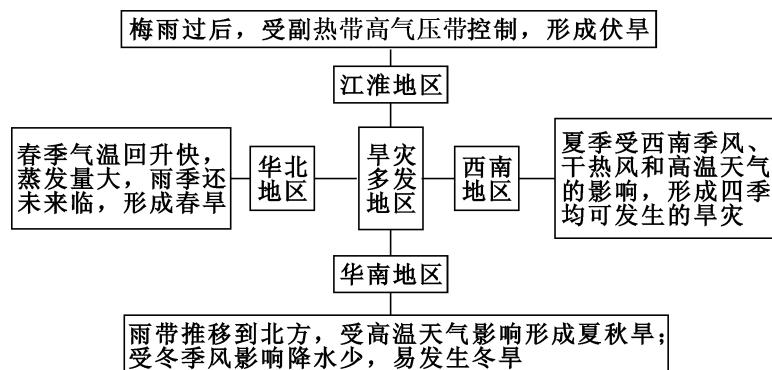 梅雨过后，受副热带高气压带控制，形成伏旱
江淮地区
春季气温回升快，
蒸发量大，雨季还
未来临，形成春旱
华北
地区
旱灾
多发
地区
西南
地区
夏季受西南季风、
干热风和高温天气
的影响，形成四季
均可发生的旱灾
华南地区
雨带推移到北方，受高温天气影响形成夏秋旱；
受冬季风影响降水少，易发生冬旱